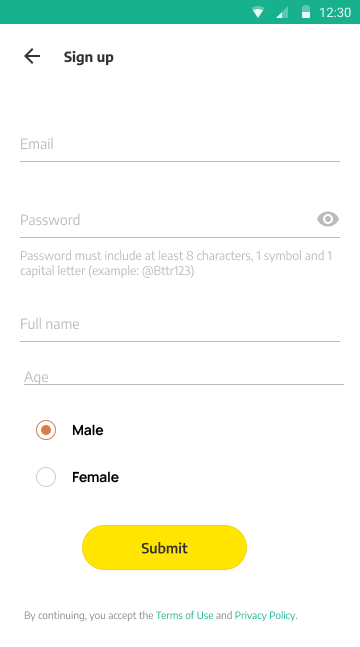 12:30
Sign up
Email
Password
Password must include at least 8 characters, 1 symbol and 1
capital letter (example: @Bttr123)
Full name
Age
Male
Female
Submit
By continuing, you accept the Terms of Use and Privacy Policy.